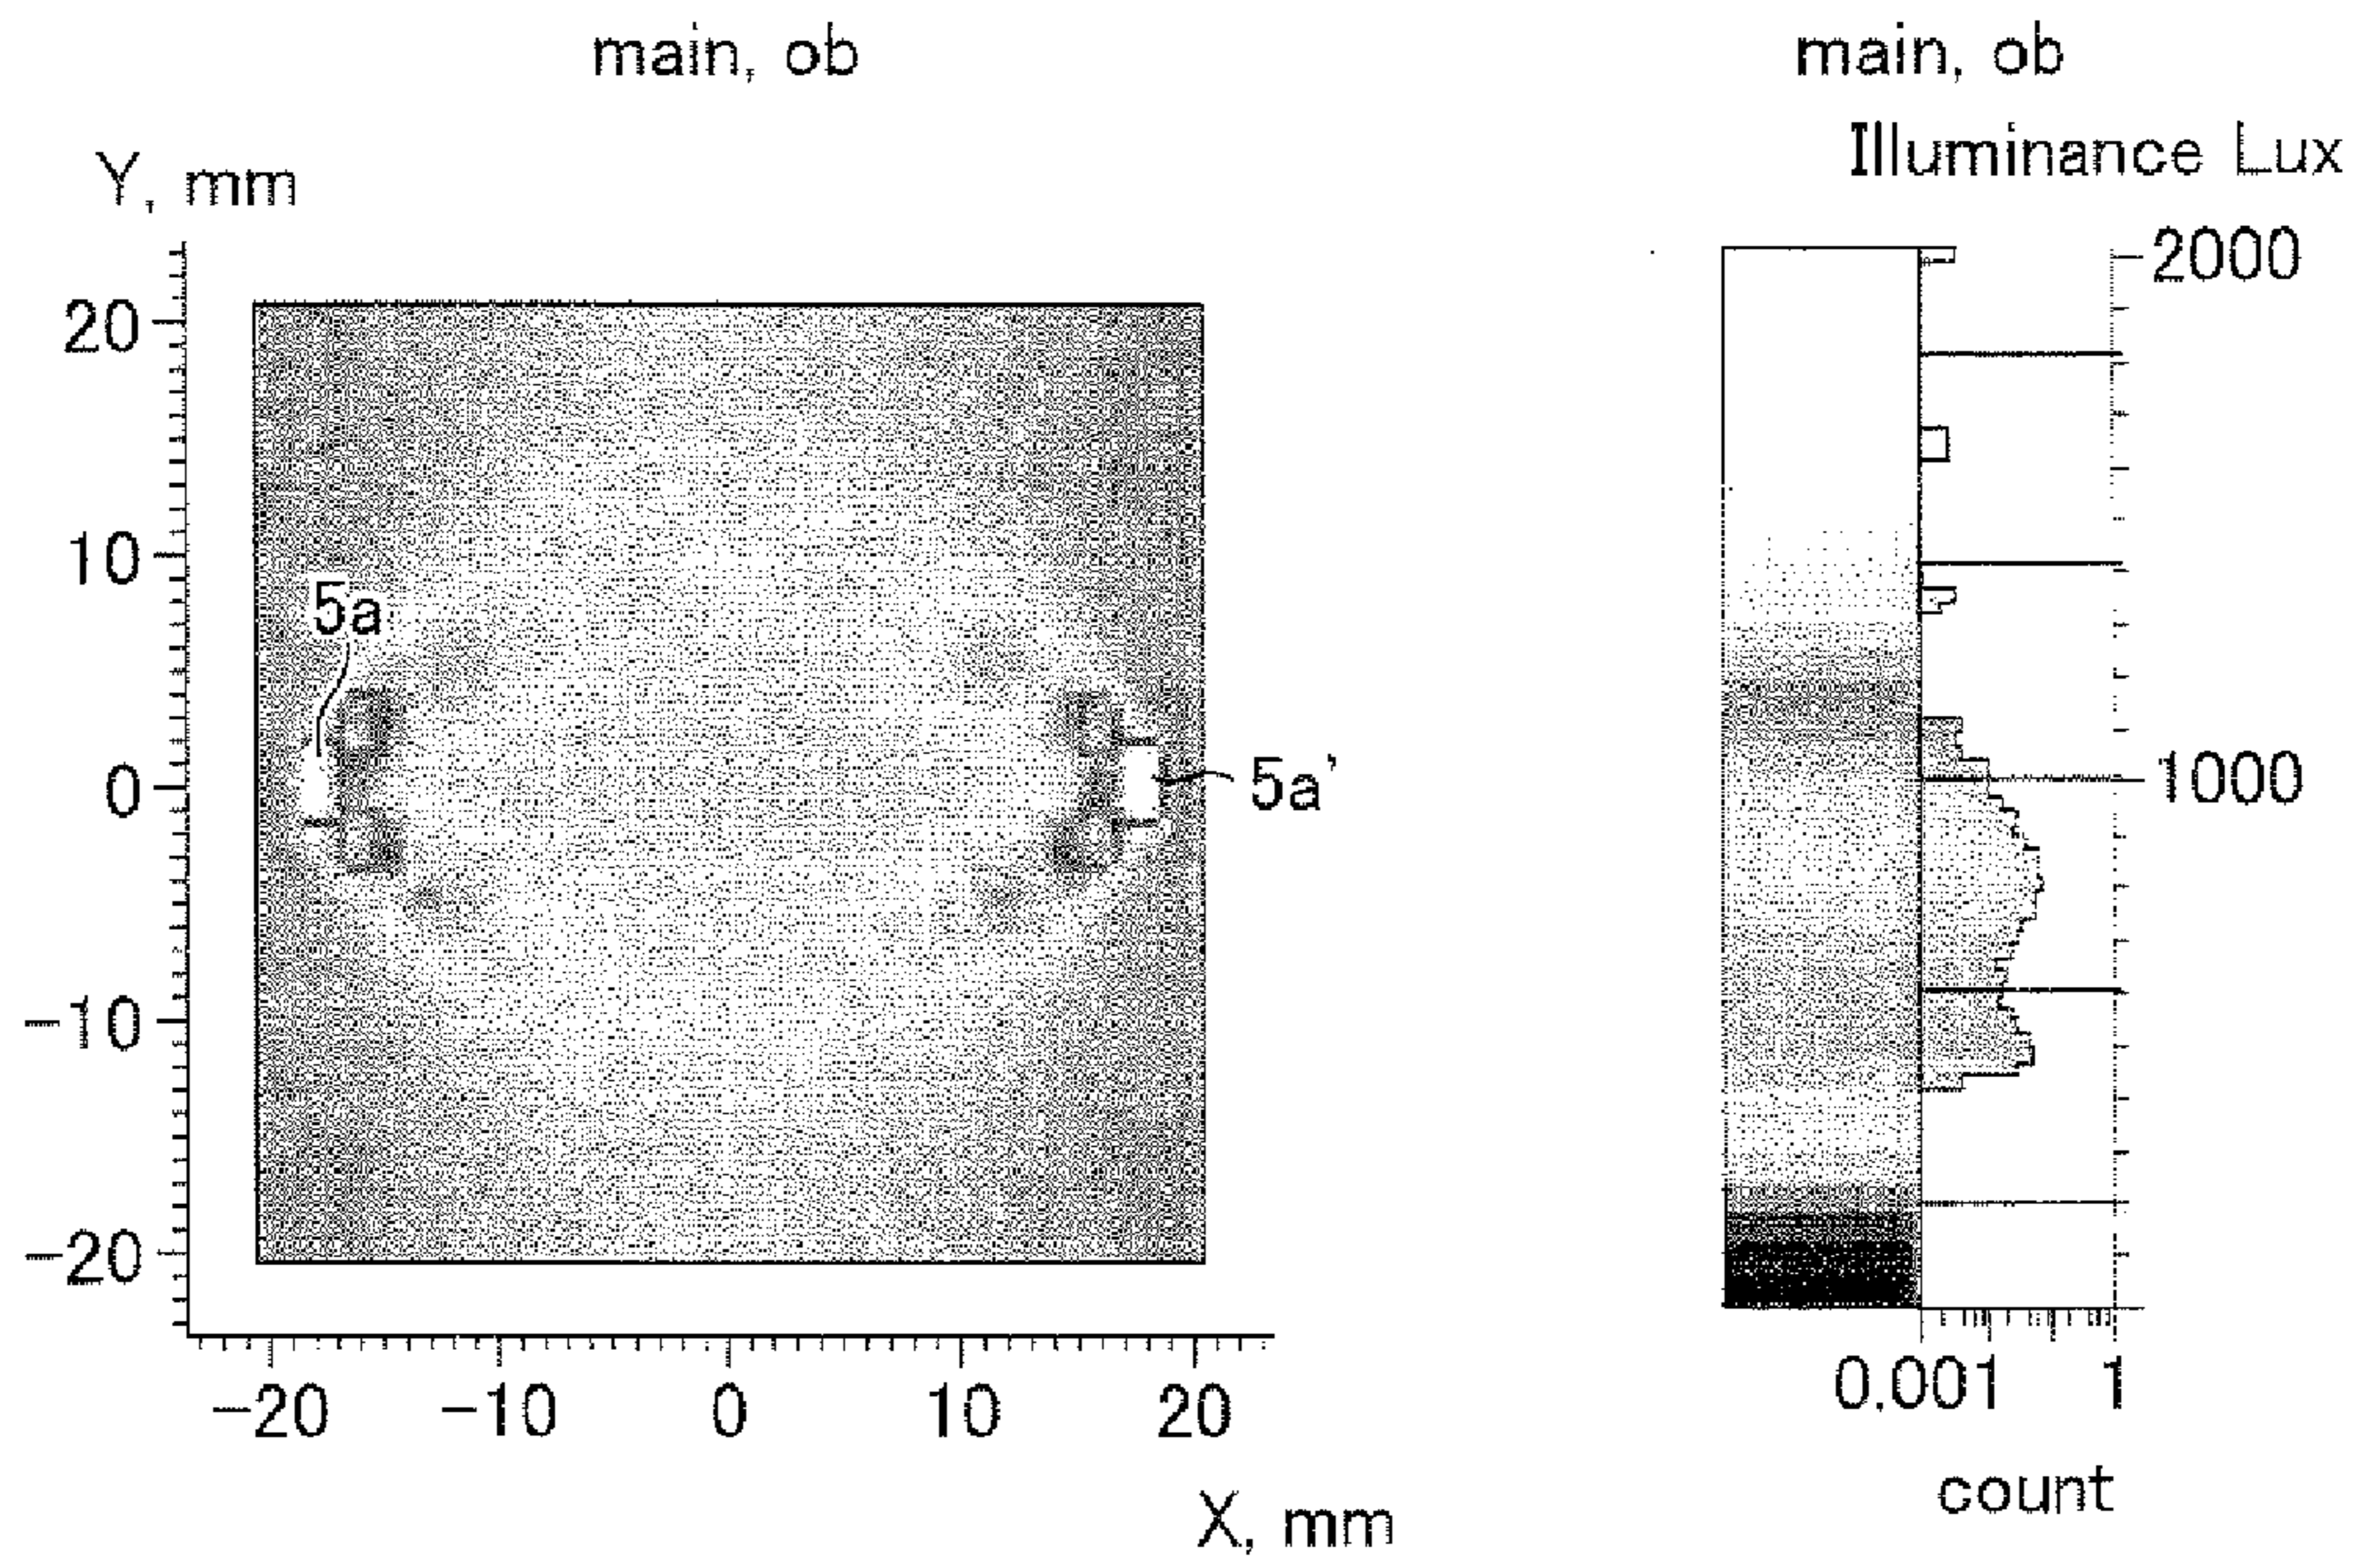 main, ob
Y, mm
20
10
0
-10
-20
5a
5a'
-20 -10 0 10 20
X, mm
main, ob
Illuminance Lux
2000
1000
0.001 1
count